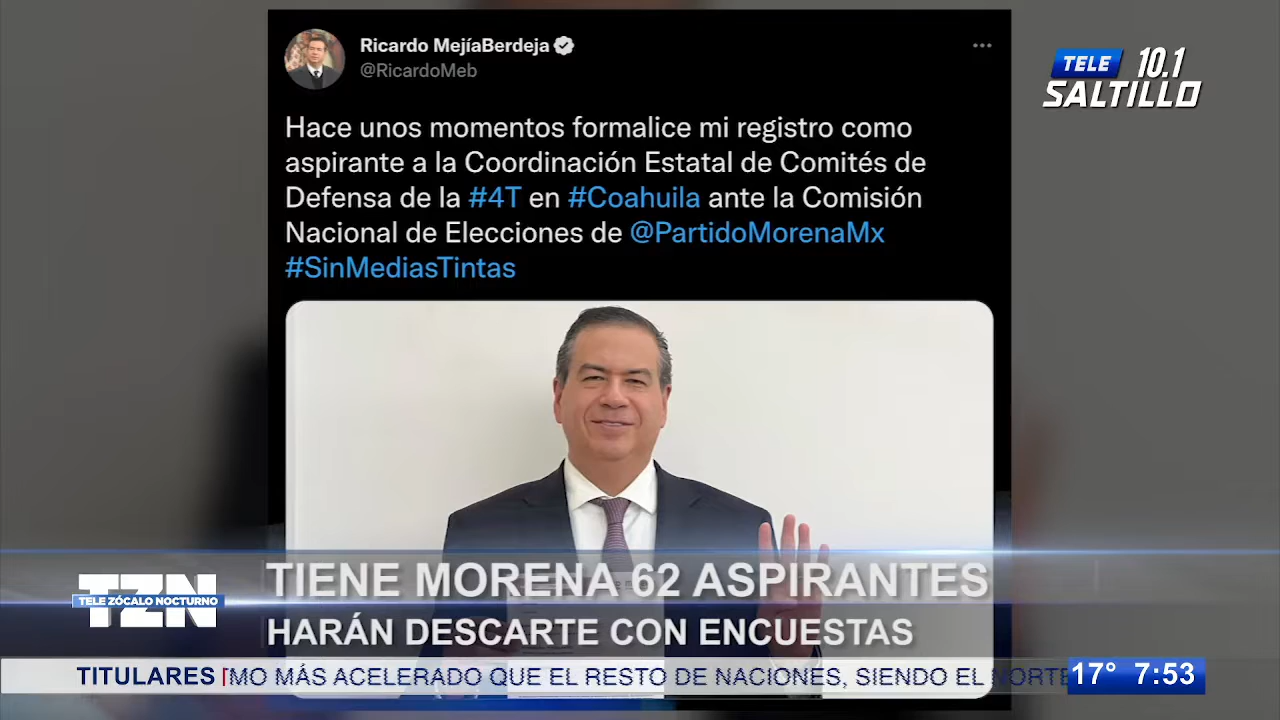 Ricardo MejíaBerdeja
@RicardoMeb
TELE 10.1
SALTILLO
Hace unos momentos formalice mi registro como
aspirante a la Coordinación Estatal de Comités de
Defensa de la #4T en #Coahuila ante la Comisión
Nacional de Elecciones de @PartidoMorenaMx
#SinMediasTintas
TIENE MORENA 62 ASPIRANTES
TZN
TELE ZÓCALO NOCTURNO
HARÁN DESCARTE CON ENCUESTAS
TITULARES MO MÁS ACELERADO QUE EL RESTO DE NACIONES, SIENDO EL NORTE 17° 7:53